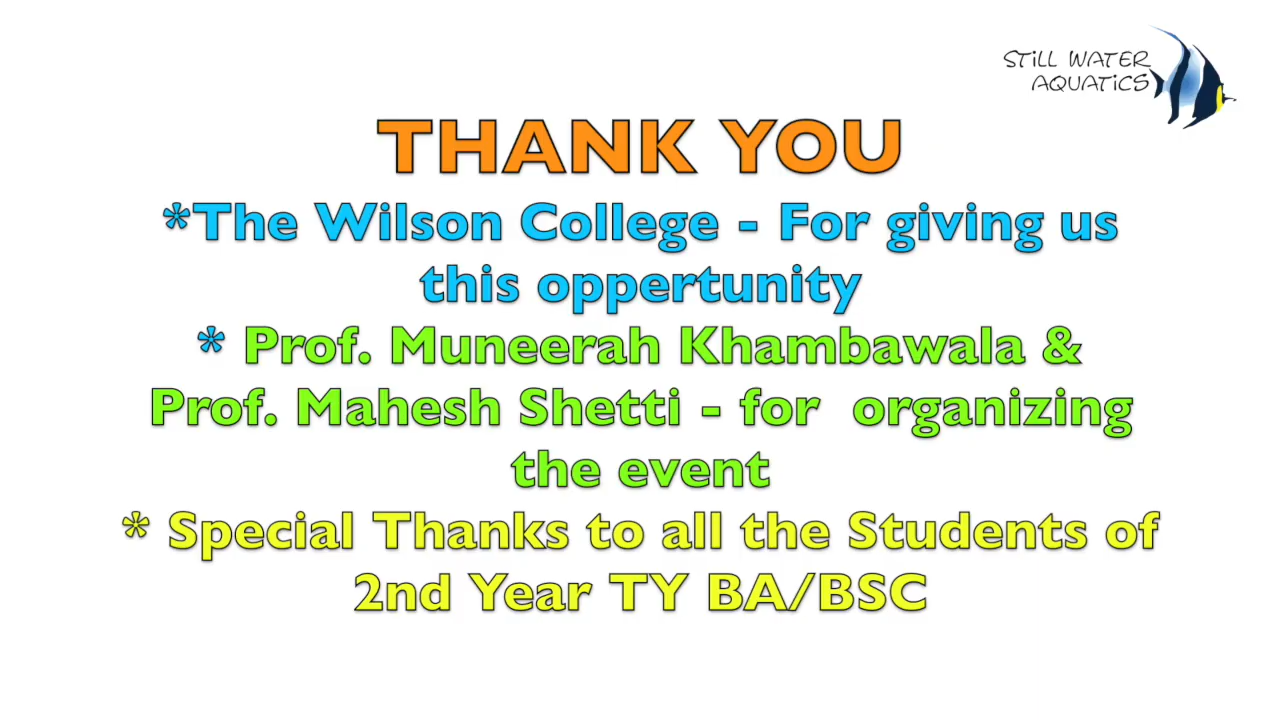 STILL WATER
AQUATICS
THANK YOU
*The Wilson College - For giving us
this oppertunity
* Prof. Muneerah Khambawala &
Prof. Mahesh Shetti - for  organizing
the event
* Special Thanks to all the Students of
2nd Year TY BA/BSC